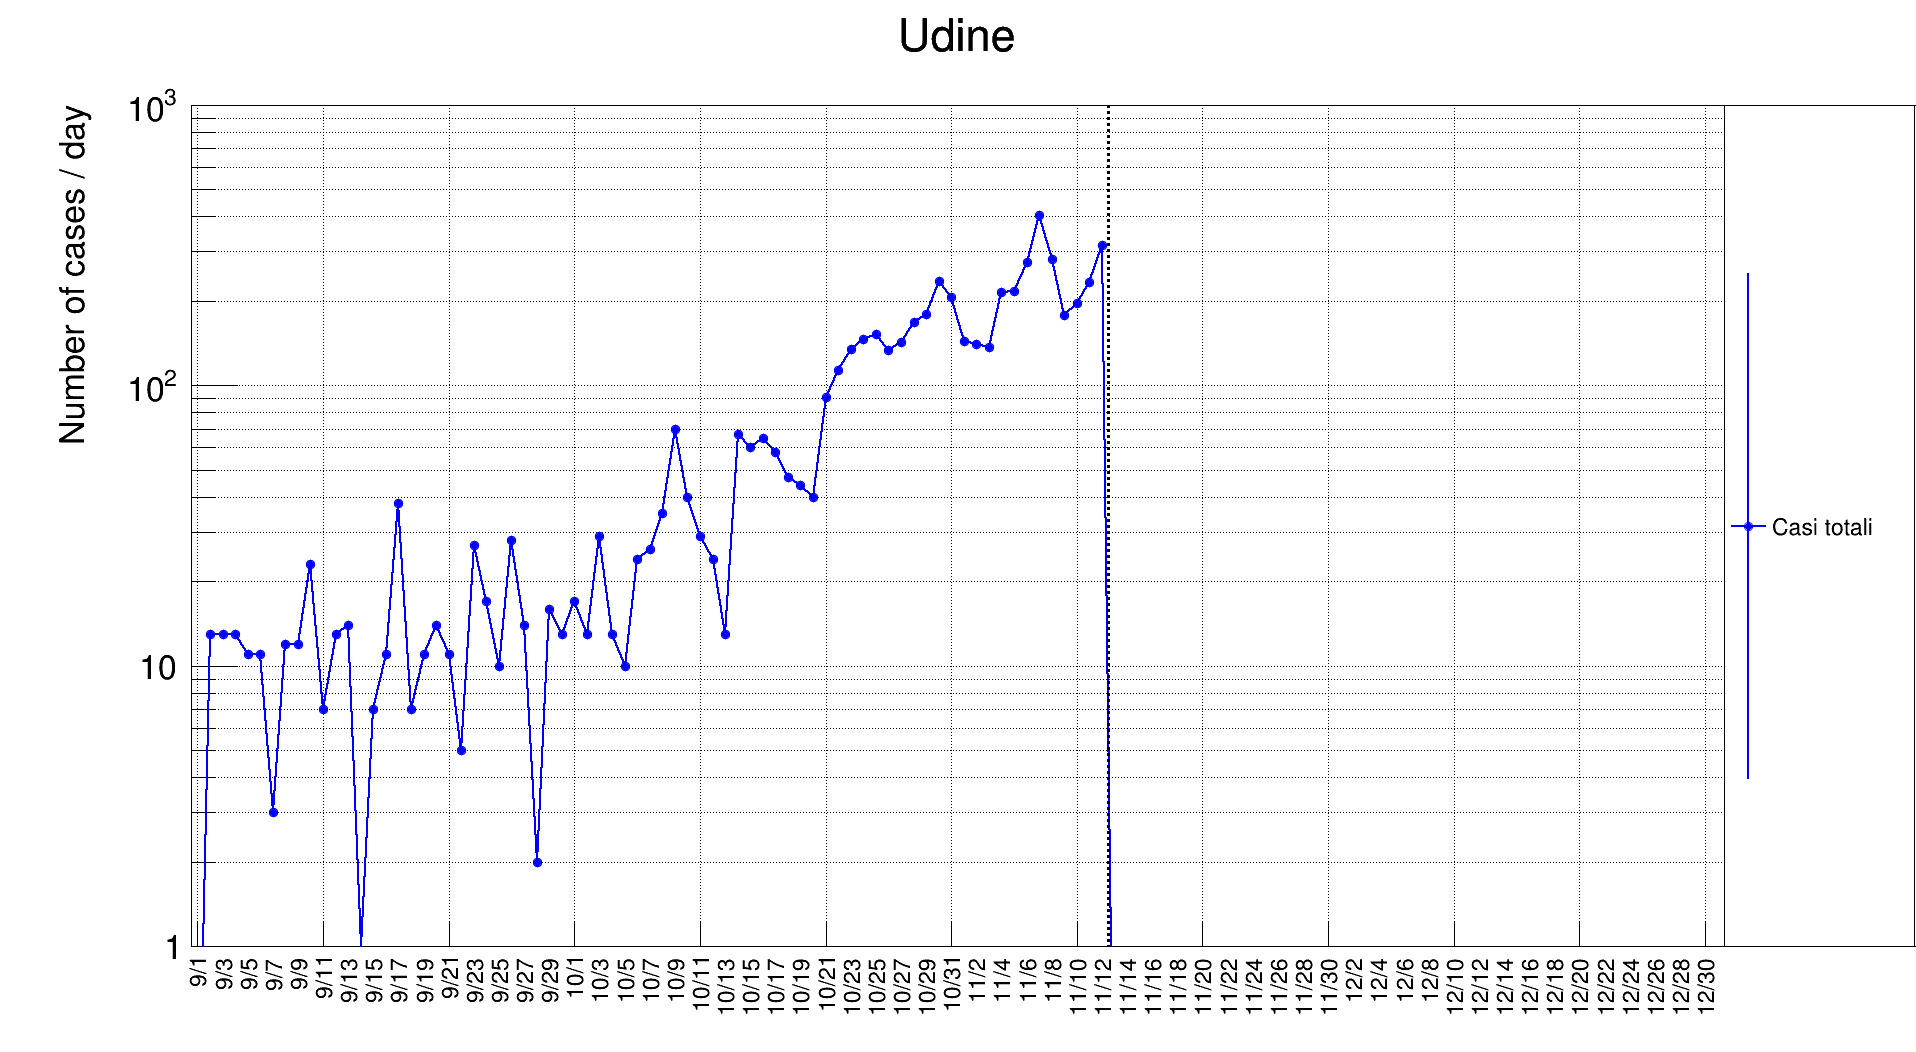 Udine
Number of cases / day
10³
10²
10
1
9/1 9/3 9/5 9/7 9/9 9/11 9/13 9/15 9/17 9/19 9/21 9/23 9/25 9/27 9/29 10/1 10/3 10/5 10/7 10/9 10/11 10/13 10/15 10/17 10/19 10/21 10/23 10/25 10/27 10/29 10/31 11/2 11/4 11/6 11/8 11/10 11/12 11/14 11/16 11/18 11/20 11/22 11/24 11/26 11/28 11/30 12/2 12/4 12/6 12/8 12/10 12/12 12/14 12/16 12/18 12/20 12/22 12/24 12/26 12/28 12/30
Casi totali